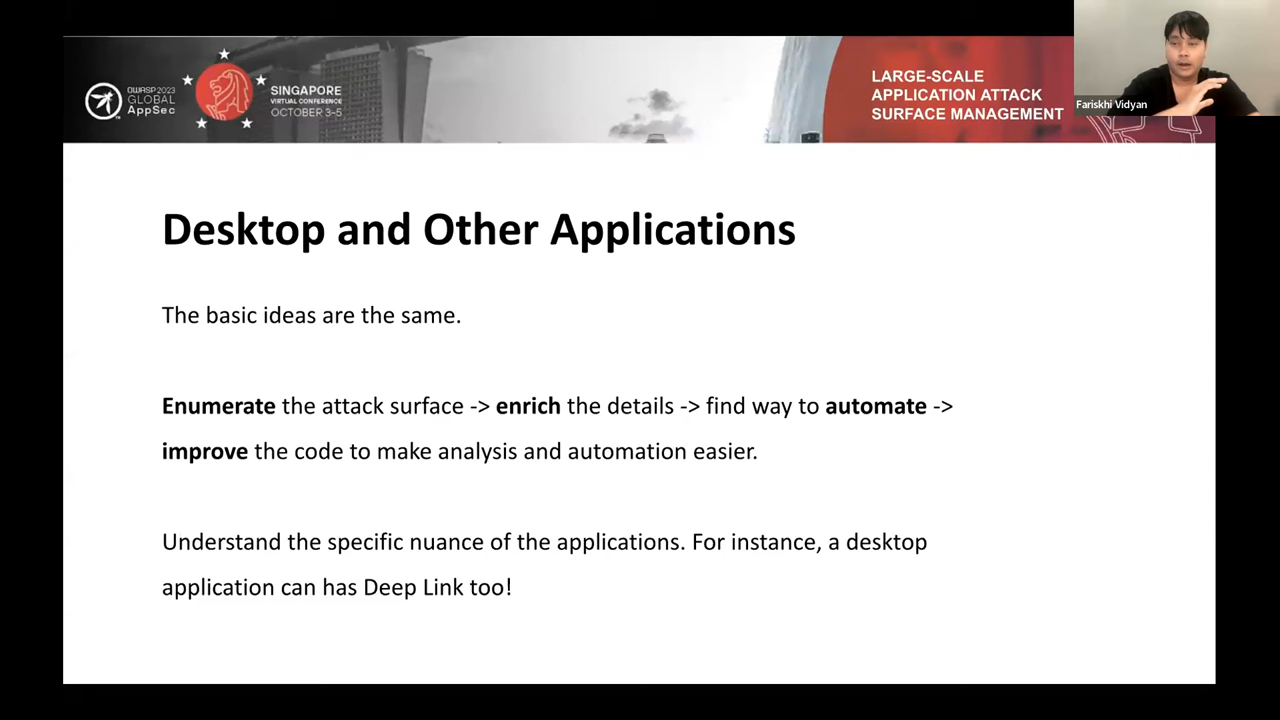 OWASP 2023
GLOBAL
AppSec
SINGAPORE
VIRTUAL CONFERENCE
OCTOBER 3-5
LARGE-SCALE
APPLICATION ATTACK
SURFACE MANAGEMENT
Fariskhi Vidyan
Desktop and Other Applications
The basic ideas are the same.
Enumerate the attack surface -> enrich the details -> find way to automate ->
improve the code to make analysis and automation easier.
Understand the specific nuance of the applications. For instance, a desktop
application can has Deep Link too!